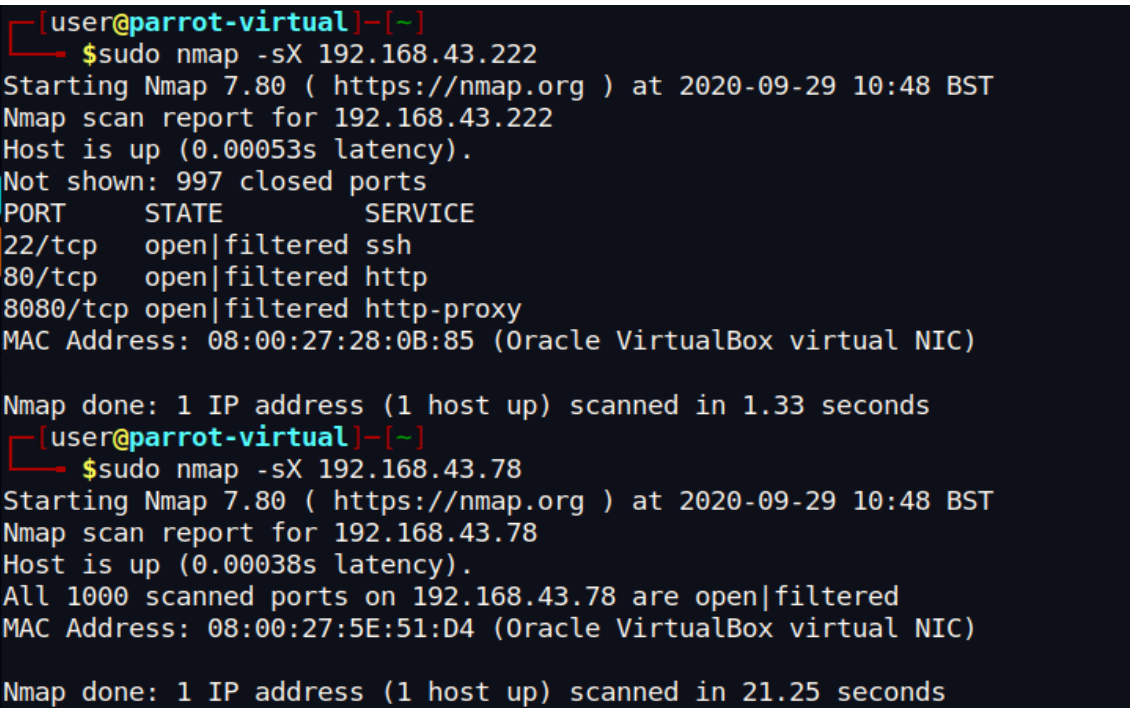 [user@parrot-virtual]-[~]
$sudo nmap -sX 192.168.43.222
Starting Nmap 7.80 ( https://nmap.org ) at 2020-09-29 10:48 BST
Nmap scan report for 192.168.43.222
Host is up (0.00053s latency).
Not shown: 997 closed ports
PORT     STATE         SERVICE
22/tcp   open|filtered ssh
80/tcp   open|filtered http
8080/tcp open|filtered http-proxy
MAC Address: 08:00:27:28:0B:85 (Oracle VirtualBox virtual NIC)
Nmap done: 1 IP address (1 host up) scanned in 1.33 seconds
[user@parrot-virtual]-[~]
$sudo nmap -sX 192.168.43.78
Starting Nmap 7.80 ( https://nmap.org ) at 2020-09-29 10:48 BST
Nmap scan report for 192.168.43.78
Host is up (0.00038s latency).
All 1000 scanned ports on 192.168.43.78 are open|filtered
MAC Address: 08:00:27:5E:51:D4 (Oracle VirtualBox virtual NIC)
Nmap done: 1 IP address (1 host up) scanned in 21.25 seconds